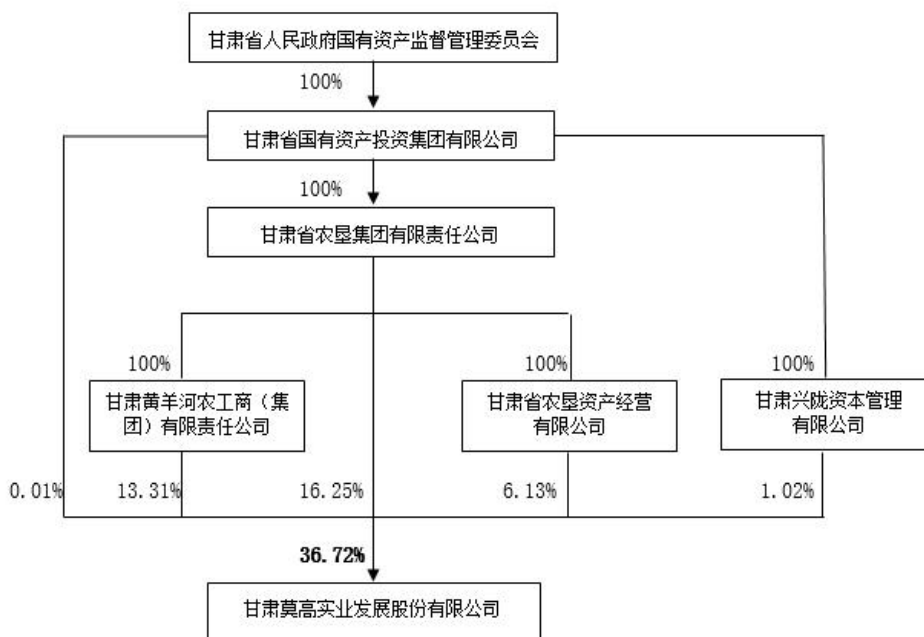 甘肃省人民政府国有资产监督管理委员会
100%
甘肃省国有资产投资集团有限公司
100%
甘肃省农垦集团有限责任公司
100%
100%
100%
甘肃黄羊河农工商（集
团）有限责任公司
甘肃省农垦资产经营
有限公司
甘肃兴陇资本管理
有限公司
0.01%
13.31%
16.25%
6.13%
1.02%
36.72%
甘肃莫高实业发展股份有限公司